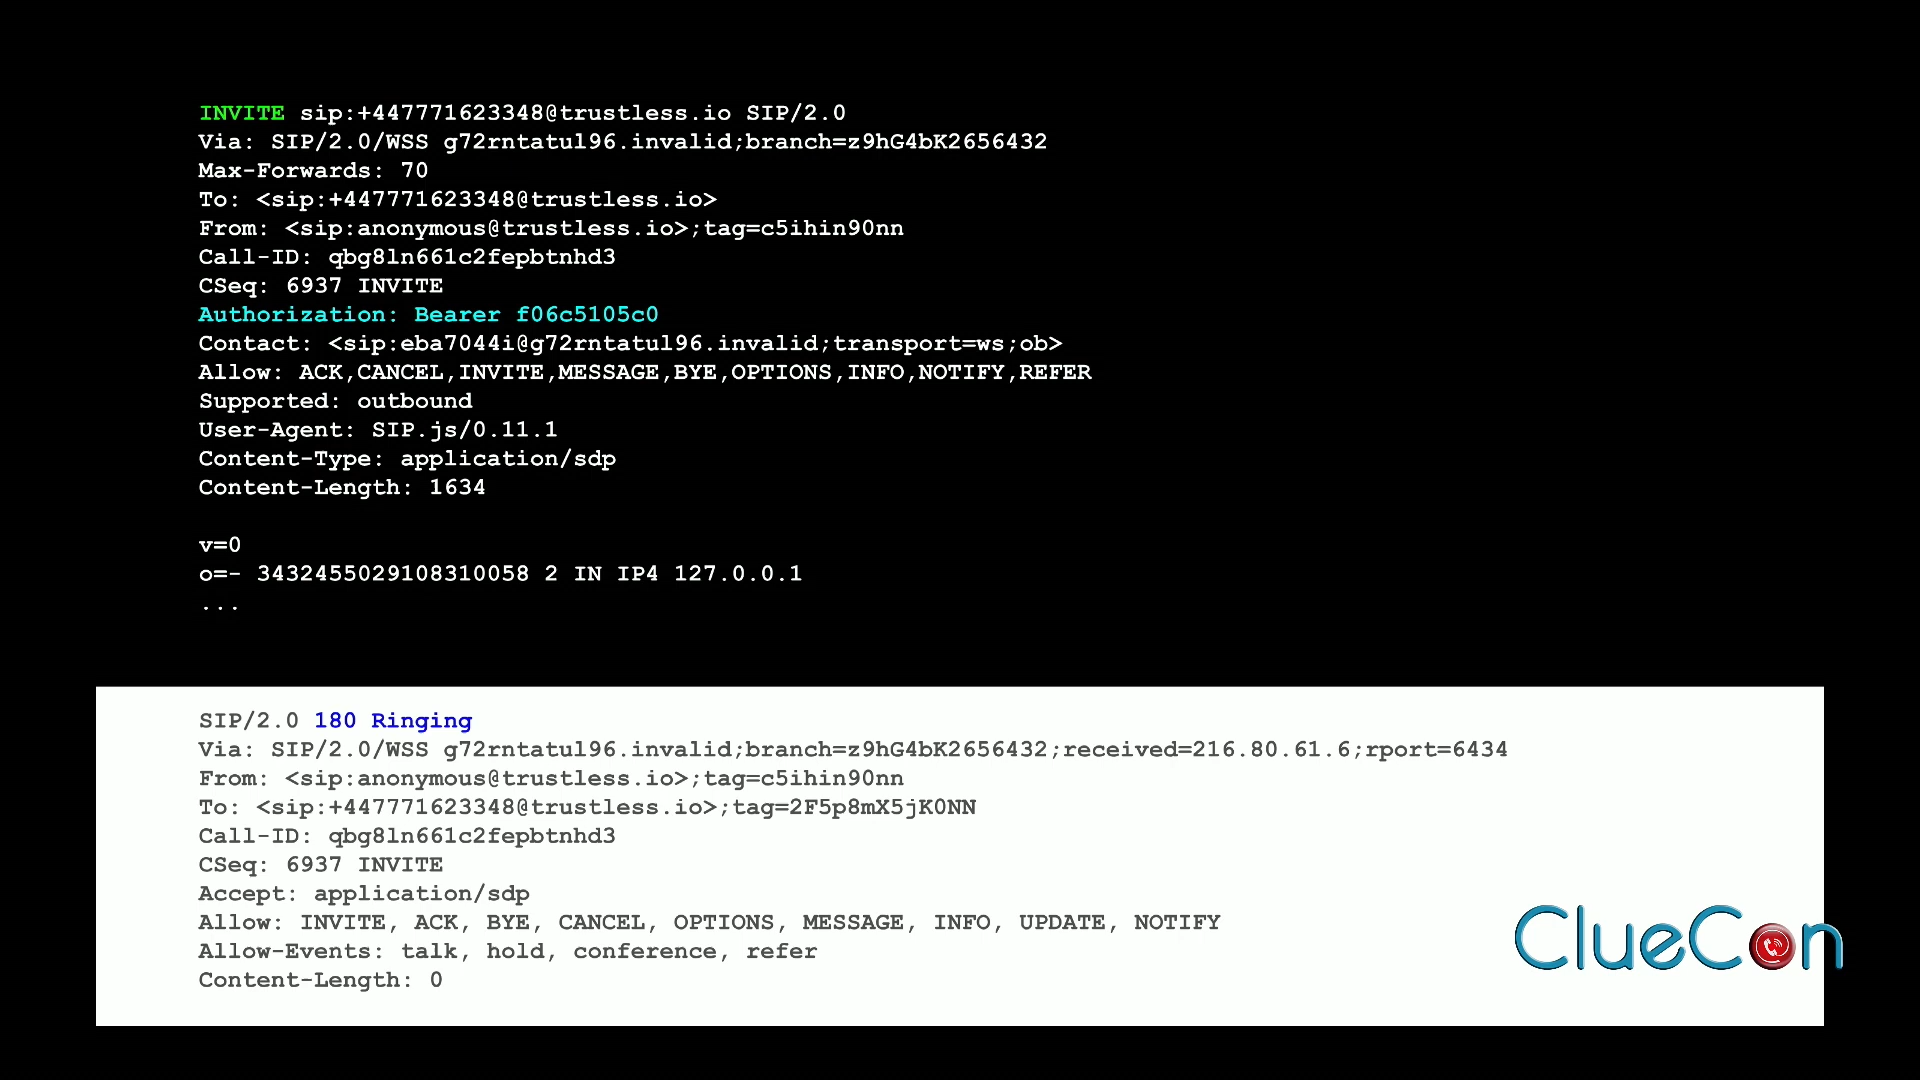 INVITE sip:+447771623348@trustless.io SIP/2.0
Via: SIP/2.0/WSS g72rntatul96.invalid;branch=z9hG4bK2656432
Max-Forwards: 70
To: <sip:+447771623348@trustless.io>
From: <sip:anonymous@trustless.io>;tag=c5ihin90nn
Call-ID: qbg8ln661c2fepbtnhd3
CSeq: 6937 INVITE
Authorization: Bearer f06c5105c0
Contact: <sip:eba7044i@g72rntatul96.invalid;transport=ws;ob>
Allow: ACK,CANCEL,INVITE,MESSAGE,BYE,OPTIONS,INFO,NOTIFY,REFER
Supported: outbound
User-Agent: SIP.js/0.11.1
Content-Type: application/sdp
Content-Length: 1634
v=0
o=- 3432455029108310058 2 IN IP4 127.0.0.1
...
SIP/2.0 180 Ringing
Via: SIP/2.0/WSS g72rntatul96.invalid;branch=z9hG4bK2656432;received=216.80.61.6;rport=6434
From: <sip:anonymous@trustless.io>;tag=c5ihin90nn
To: <sip:+447771623348@trustless.io>;tag=2F5p8mX5jK0NN
Call-ID: qbg8ln661c2fepbtnhd3
CSeq: 6937 INVITE
Accept: application/sdp
Allow: INVITE, ACK, BYE, CANCEL, OPTIONS, MESSAGE, INFO, UPDATE, NOTIFY
Allow-Events: talk, hold, conference, refer
Content-Length: 0
ClueCon